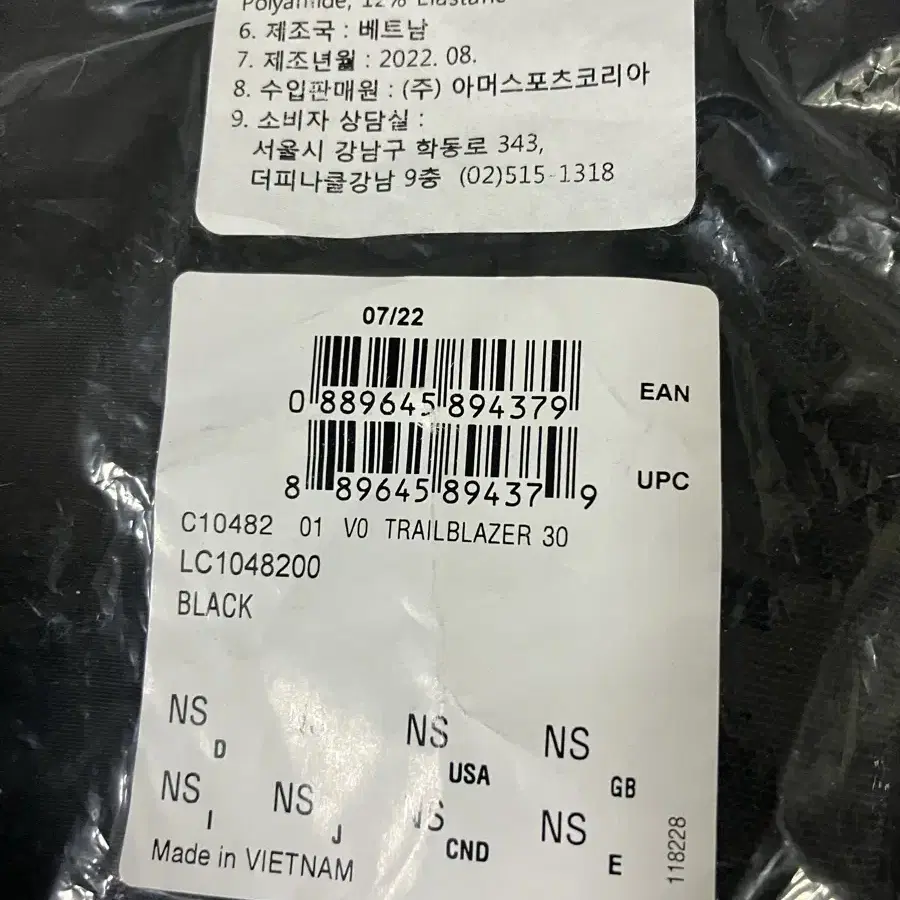 Polyamide, 12% Elastane
6. 제조국 : 베트남
7. 제조년월 : 2022. 08.
8. 수입판매원 : (주) 아머스포츠코리아
9. 소비자 상담실 :
서울시 강남구 학동로 343,
더피나클강남 9층 (02)515-1318
07/22
0 889645 894379
EAN
8 89645 89437 9
UPC
C10482 01 V0 TRAILBLAZER 30
LC1048200
BLACK
NS D
NS USA
NS GB
NS I
NS J
NS CND
NS E
Made in VIETNAM
118228